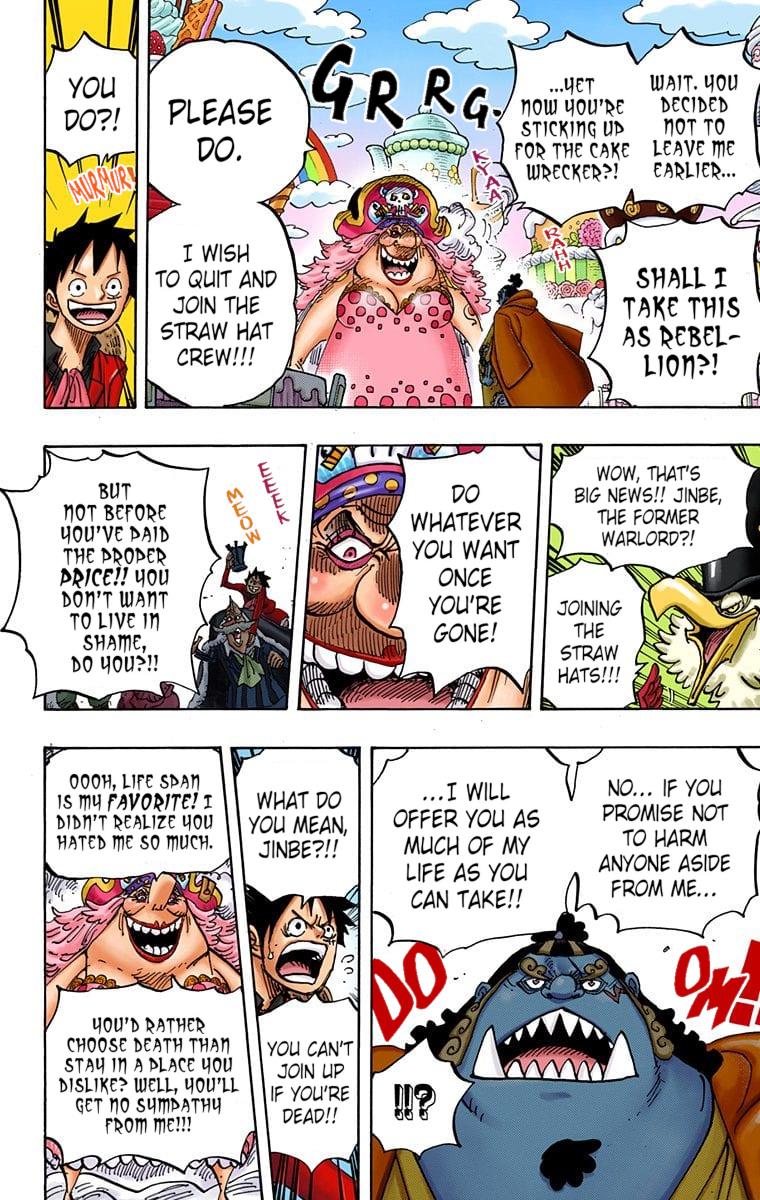 WAIT. YOU
DECIDED
NOT TO
LEAVE ME
EARLIER...
...YET
NOW YOU'RE
STICKING UP
FOR THE CAKE
WRECKER?!
SHALL I
TAKE THIS
AS REBEL-
LION?!
GRRRG-
KYAA
RAHH
PLEASE
DO.
I WISH
TO QUIT AND
JOIN THE
STRAW HAT
CREW!!!
YOU
DO?!
MURMUR!
WOW, THAT'S
BIG NEWS!! JINBE,
THE FORMER
WARLORD?!
JOINING
THE
STRAW
HATS!!!
DO
WHATEVER
YOU WANT
ONCE
YOU'RE
GONE!
EEEK
MEOW
BUT
NOT BEFORE
YOU'VE PAID
THE PROPER
PRICE!! YOU
DON'T WANT
TO LIVE IN
SHAME,
DO YOU?!!
NO... IF YOU
PROMISE NOT
TO HARM
ANYONE ASIDE
FROM ME...
...I WILL
OFFER YOU AS
MUCH OF MY
LIFE AS YOU
CAN TAKE!!
DOOM!!
!!?
WHAT DO
YOU MEAN,
JINBE?!!
YOU CAN'T
JOIN UP
IF YOU'RE
DEAD!!
OOOH, LIFE SPAN
IS MY FAVORITE! I
DIDN'T REALIZE YOU
HATED ME SO MUCH.
YOU'D RATHER
CHOOSE DEATH THAN
STAY IN A PLACE YOU
DISLIKE? WELL, YOU'LL
GET NO SYMPATHY
FROM ME!!!